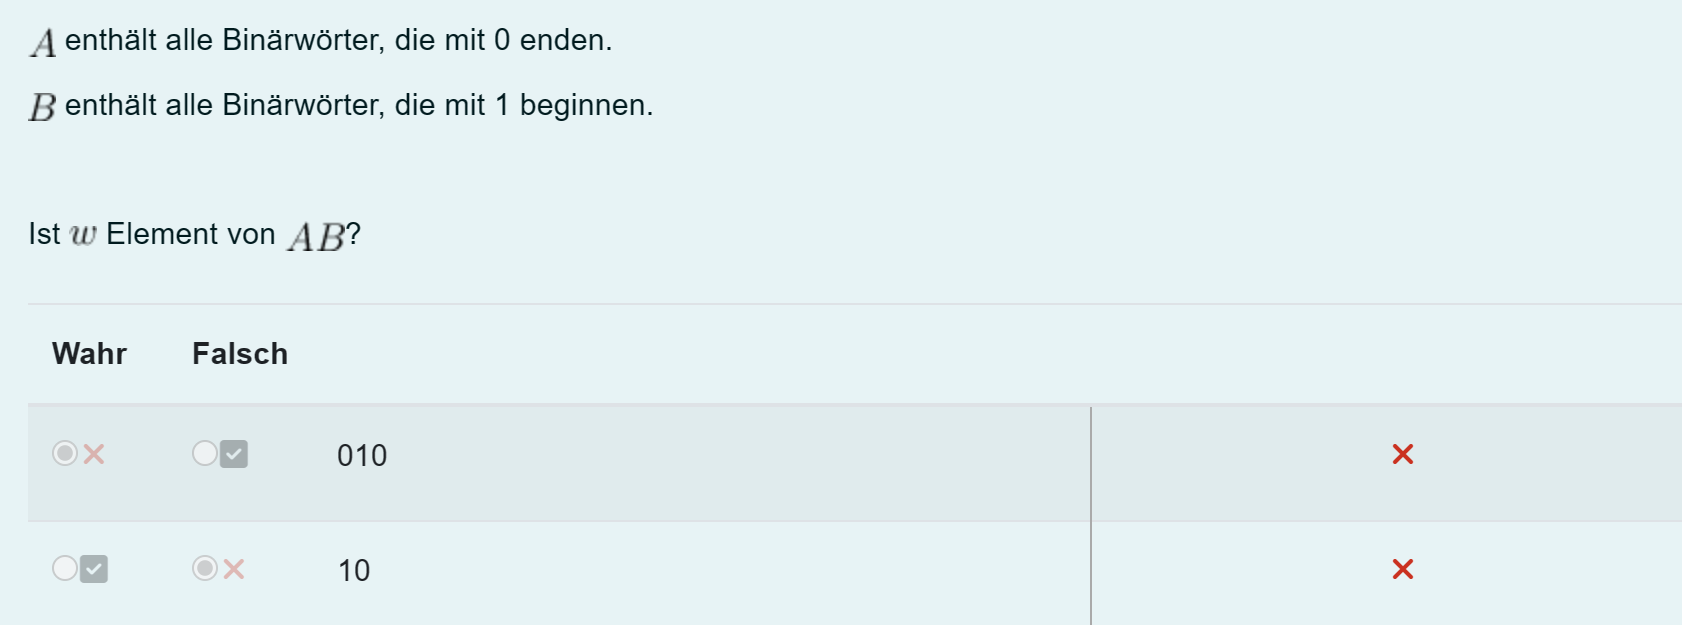 A enthält alle Binärwörter, die mit 0 enden.
B enthält alle Binärwörter, die mit 1 beginnen.
Ist w Element von AB?
Wahr Falsch
010
10